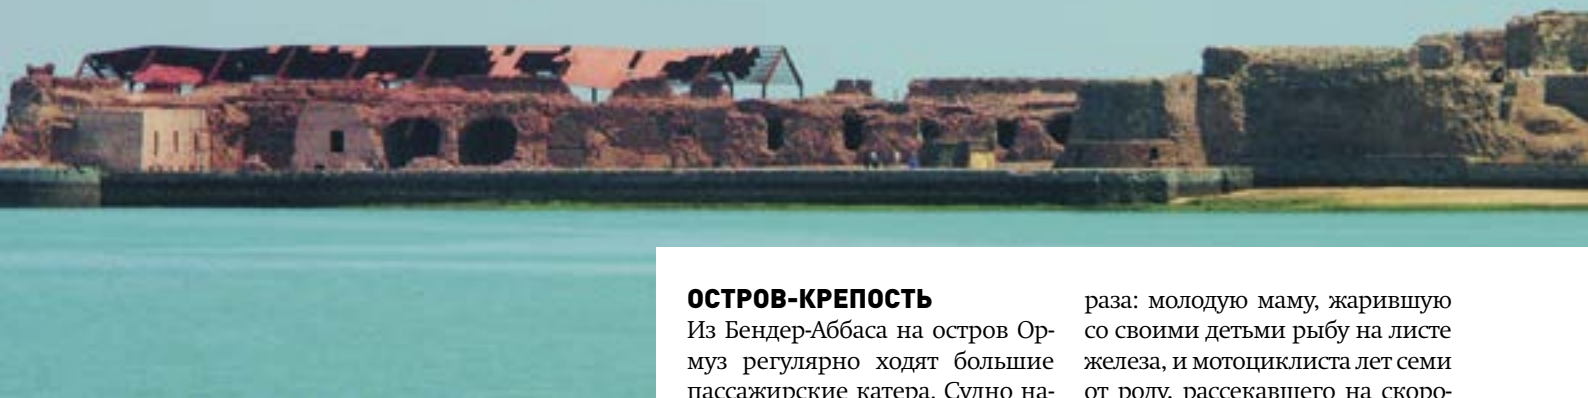 ОСТРОВ-КРЕПОСТЬ
Из Бендер-Аббаса на остров Ор-
муз регулярно ходят большие
пассажирские катера. Судно на-
раза: молодую маму, жарившую
со своими детьми рыбу на листе
железа, и мотоциклиста лет семи
от роду, рассекавшего на скоро-